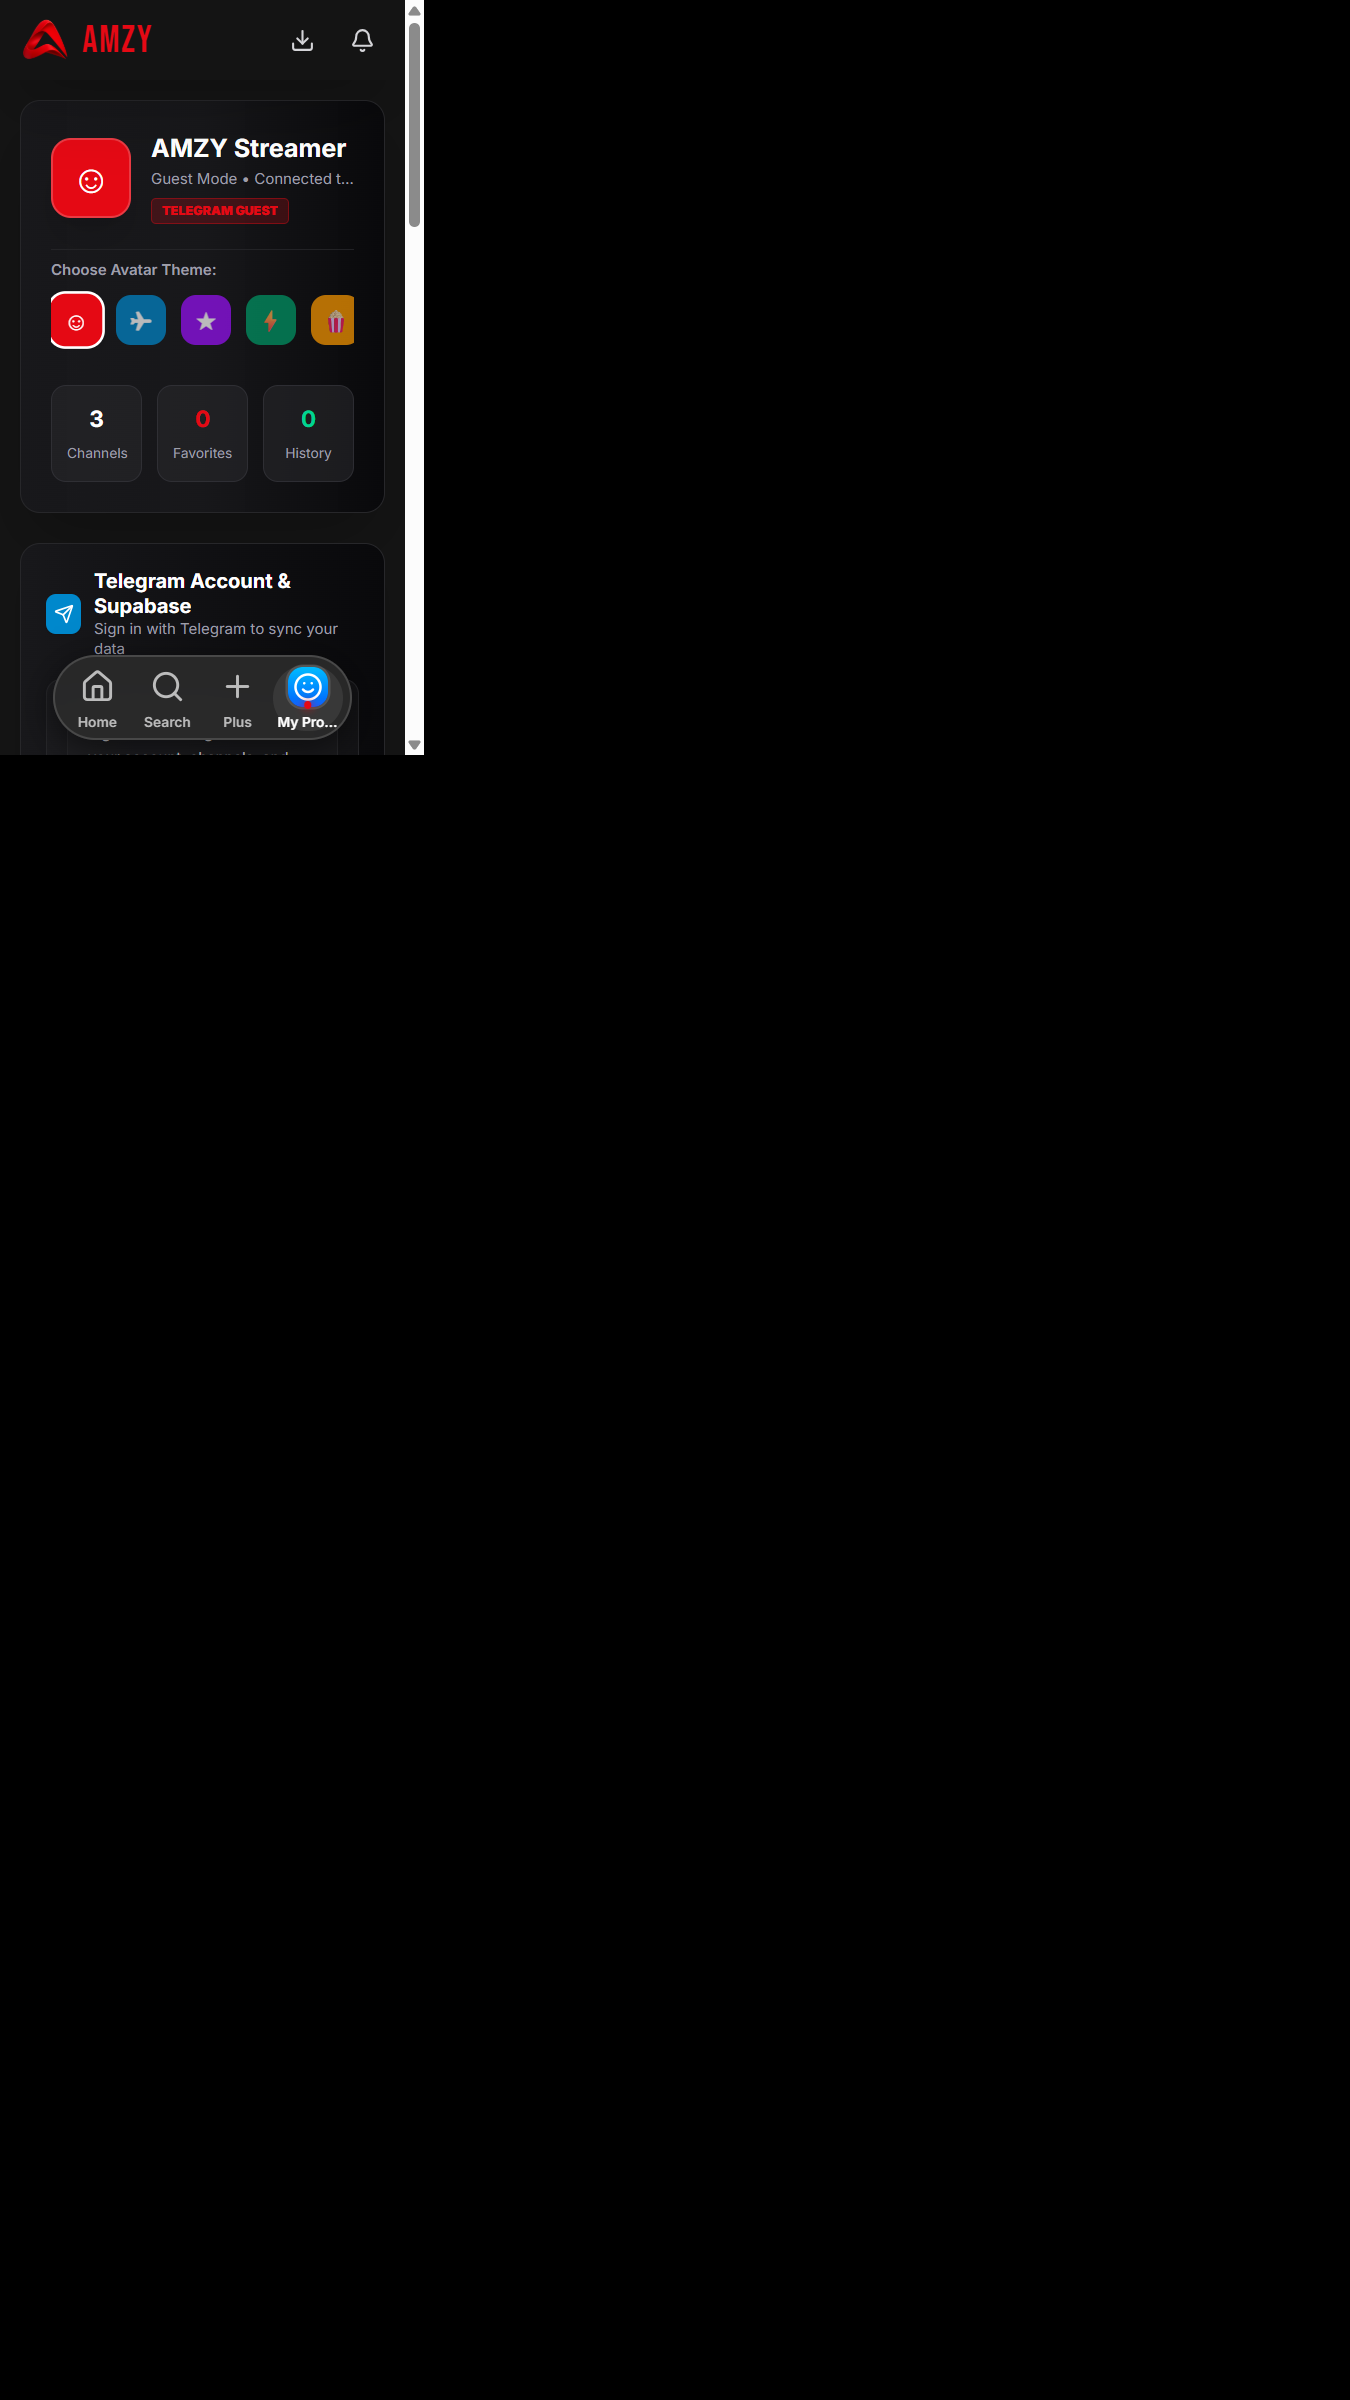 AMZY
AMZY Streamer
Guest Mode • Connected t...
TELEGRAM GUEST
Choose Avatar Theme:
3
Channels
0
Favorites
0
History
Telegram Account &
Supabase
Sign in with Telegram to sync your
data
Home
Search
Plus
My Pro...